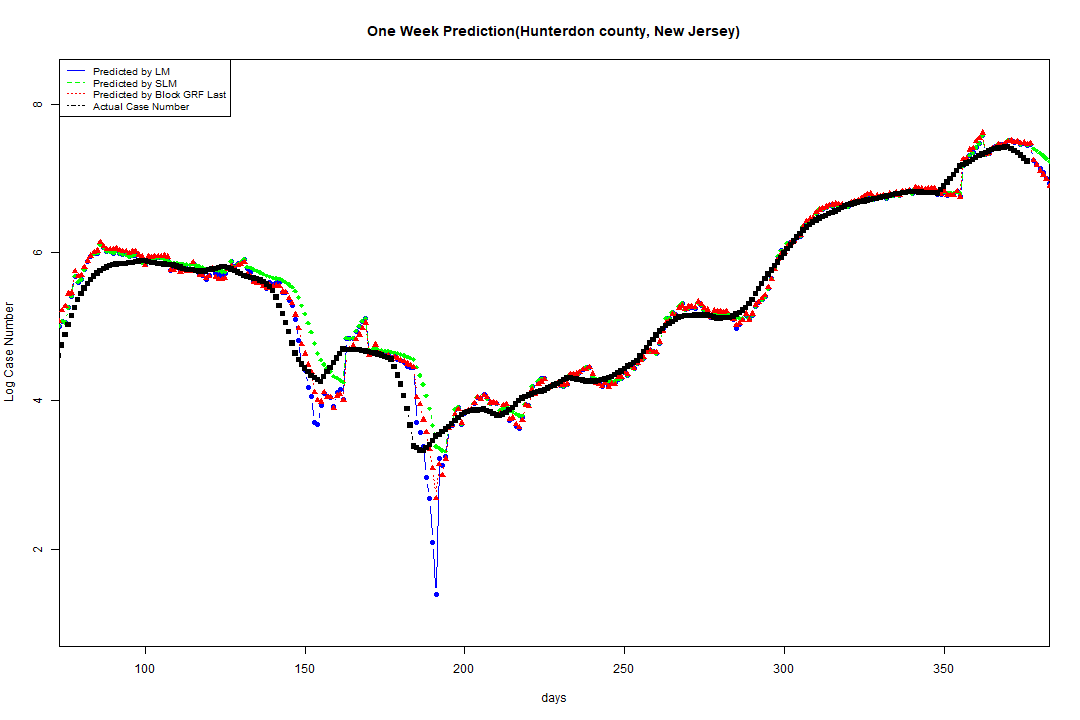 One Week Prediction(Hunterdon county, New Jersey)
Predicted by LM
Predicted by SLM
Predicted by Block GRF Last
Actual Case Number
Log Case Number
8
6
4
2
100 150 200 250 300 350
days